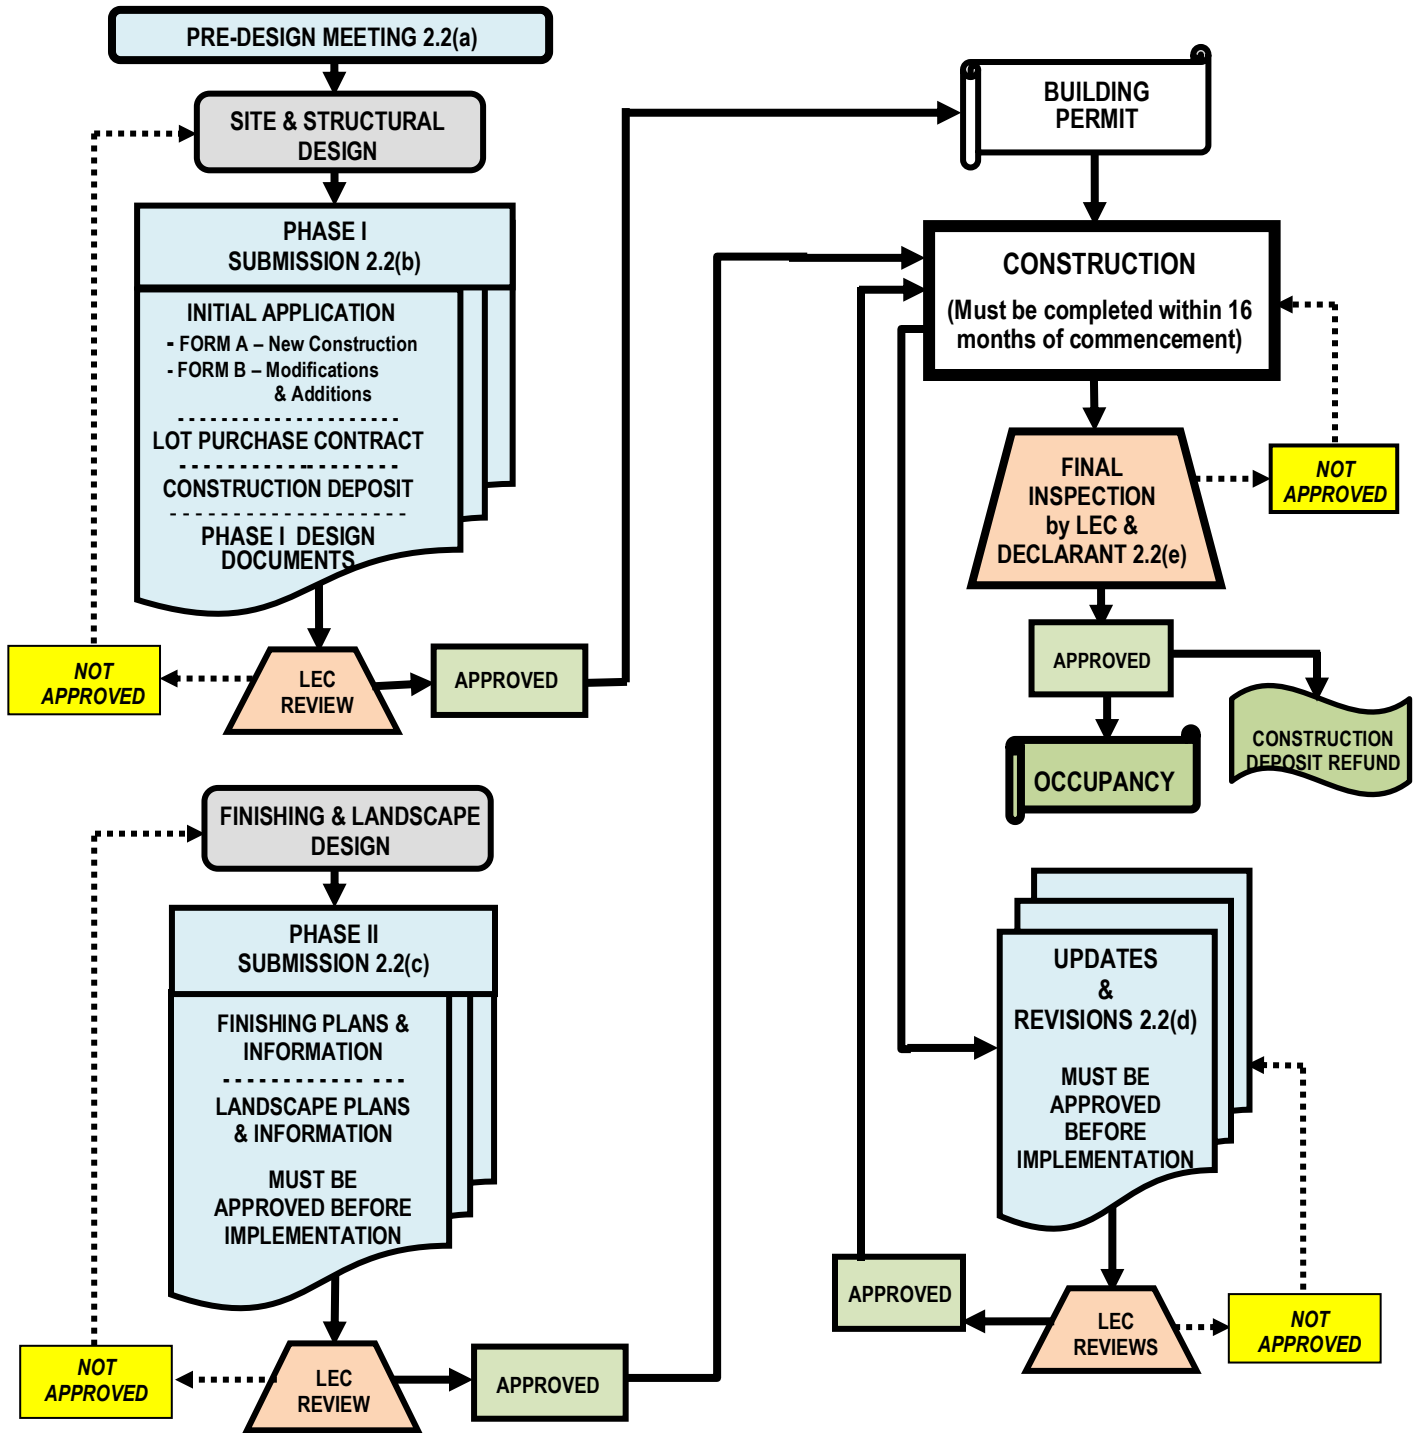 PRE-DESIGN MEETING 2.2(a)
SITE & STRUCTURAL
DESIGN
PHASE I
SUBMISSION 2.2(b)
INITIAL APPLICATION
- FORM A – New Construction
- FORM B – Modifications
& Additions
LOT PURCHASE CONTRACT
CONSTRUCTION DEPOSIT
PHASE I DESIGN
DOCUMENTS
NOT
APPROVED
LEC
REVIEW
APPROVED
FINISHING & LANDSCAPE
DESIGN
PHASE II
SUBMISSION 2.2(c)
FINISHING PLANS &
INFORMATION
LANDSCAPE PLANS
& INFORMATION
MUST BE
APPROVED BEFORE
IMPLEMENTATION
NOT
APPROVED
LEC
REVIEW
APPROVED
BUILDING
PERMIT
CONSTRUCTION
(Must be completed within 16
months of commencement)
FINAL
INSPECTION
by LEC &
DECLARANT 2.2(e)
NOT
APPROVED
APPROVED
CONSTRUCTION
DEPOSIT REFUND
OCCUPANCY
UPDATES
&
REVISIONS 2.2(d)
MUST BE
APPROVED
BEFORE
IMPLEMENTATION
APPROVED
LEC
REVIEWS
NOT
APPROVED